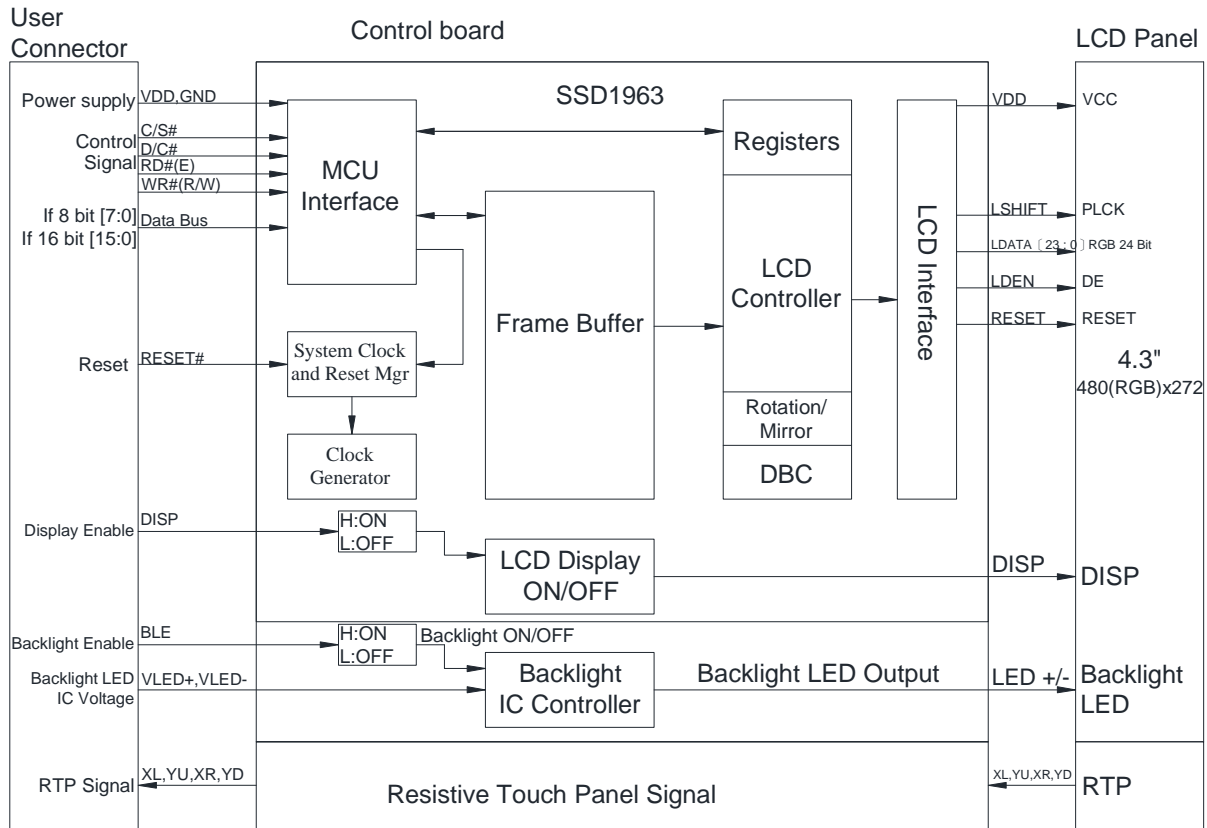 User
Connector
Control board
LCD Panel
SSD1963
Power supply
VDD,GND
Control
Signal
C/S#
D/C#
RD#(E)
WR#(R/W)
If 8 bit [7:0]
If 16 bit [15:0]
Data Bus
MCU
Interface
Registers
LCD
Controller
Rotation/
Mirror
DBC
Frame Buffer
LCD Interface
VDD
VCC
LSHIFT
PLCK
LDATA〔23:0〕RGB 24 Bit
LDEN
DE
RESET
RESET
4.3"
480(RGB)x272
Reset
RESET#
System Clock
and Reset Mgr
Clock
Generator
Display Enable
DISP
H:ON
L:OFF
LCD Display
ON/OFF
DISP
DISP
Backlight Enable
BLE
H:ON
L:OFF
Backlight ON/OFF
Backlight LED
IC Voltage
VLED+,VLED-
Backlight
IC Controller
Backlight LED Output
LED +/-
Backlight
LED
RTP Signal
XL,YU,XR,YD
Resistive Touch Panel Signal
XL,YU,XR,YD
RTP